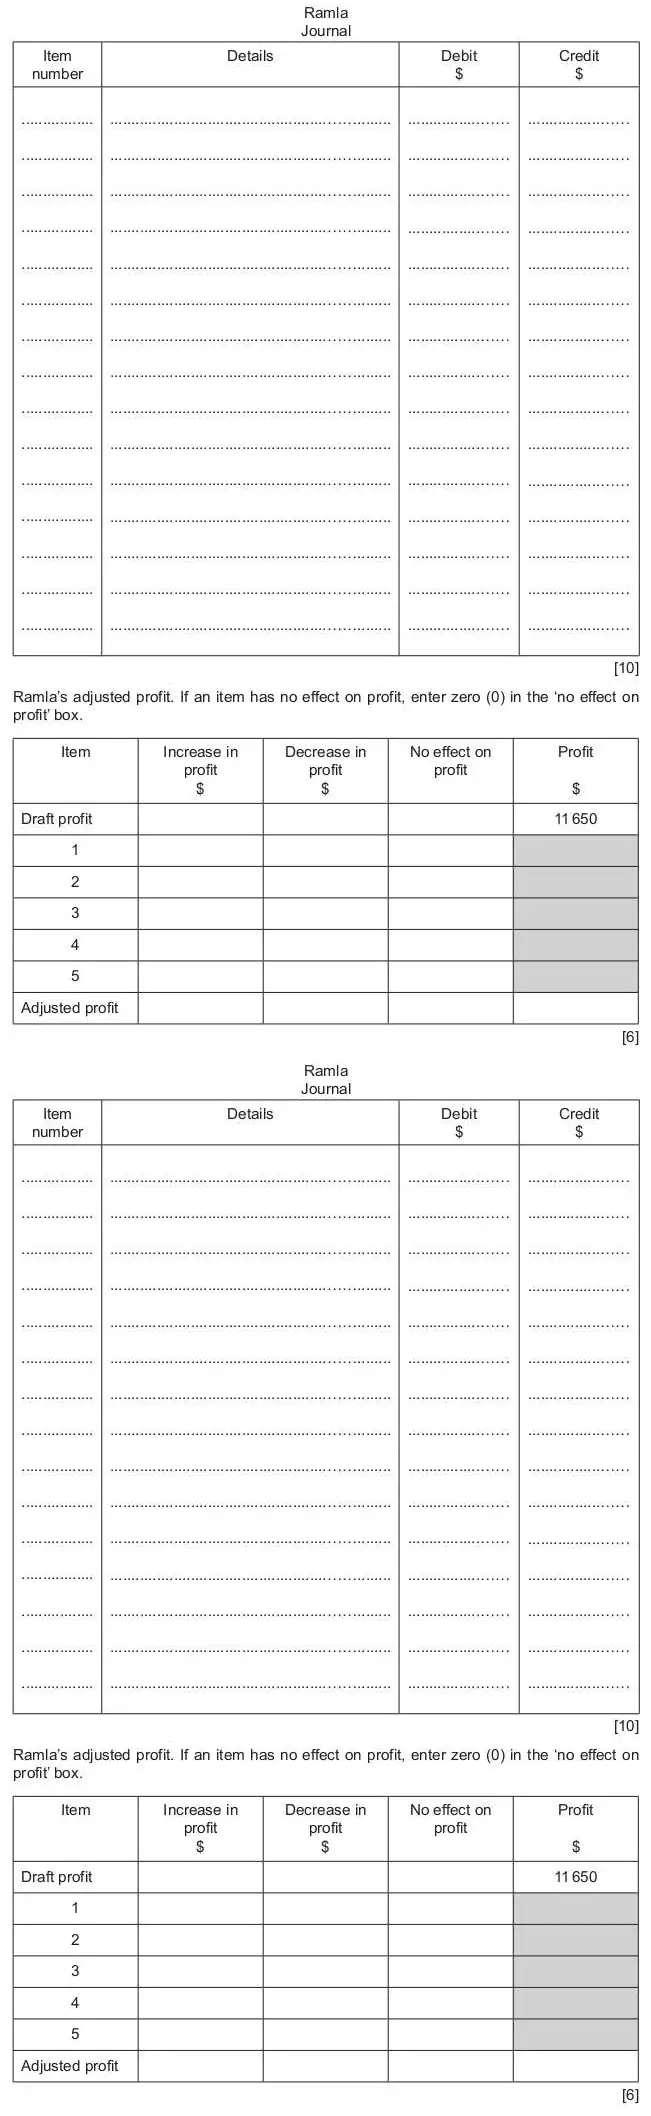 Ramla
Journal
Item number Details Debit $ Credit $
[10]
Ramla's adjusted profit. If an item has no effect on profit, enter zero (0) in the 'no effect on
profit' box.
Item Increase in profit $ Decrease in profit $ No effect on profit Profit $
Draft profit 11 650
1
2
3
4
5
Adjusted profit
[6]
Ramla
Journal
Item number Details Debit $ Credit $
[10]
Ramla's adjusted profit. If an item has no effect on profit, enter zero (0) in the 'no effect on
profit' box.
Item Increase in profit $ Decrease in profit $ No effect on profit Profit $
Draft profit 11 650
1
2
3
4
5
Adjusted profit
[6]